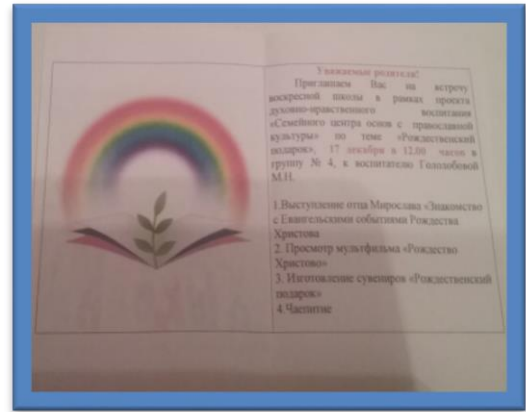 Уважаемые родители!
Приглашаем Вас на встречу
воскресной школы в рамках проекта
духовно-нравственного воспитания
«Семейного центра основ с православной
культуры» по теме «Рождественский
подарок», 17 декабря в 12.00 часов в
группу № 4, к воспитателю Гололобовой
М.Н.
1.Выступление отца Мирослава «Знакомство
с Евангельскими событиями Рождества
Христова
2. Просмотр мультфильма «Рождество
Христово»
3. Изготовление сувениров «Рождественский
подарок»
4.Чаепитие